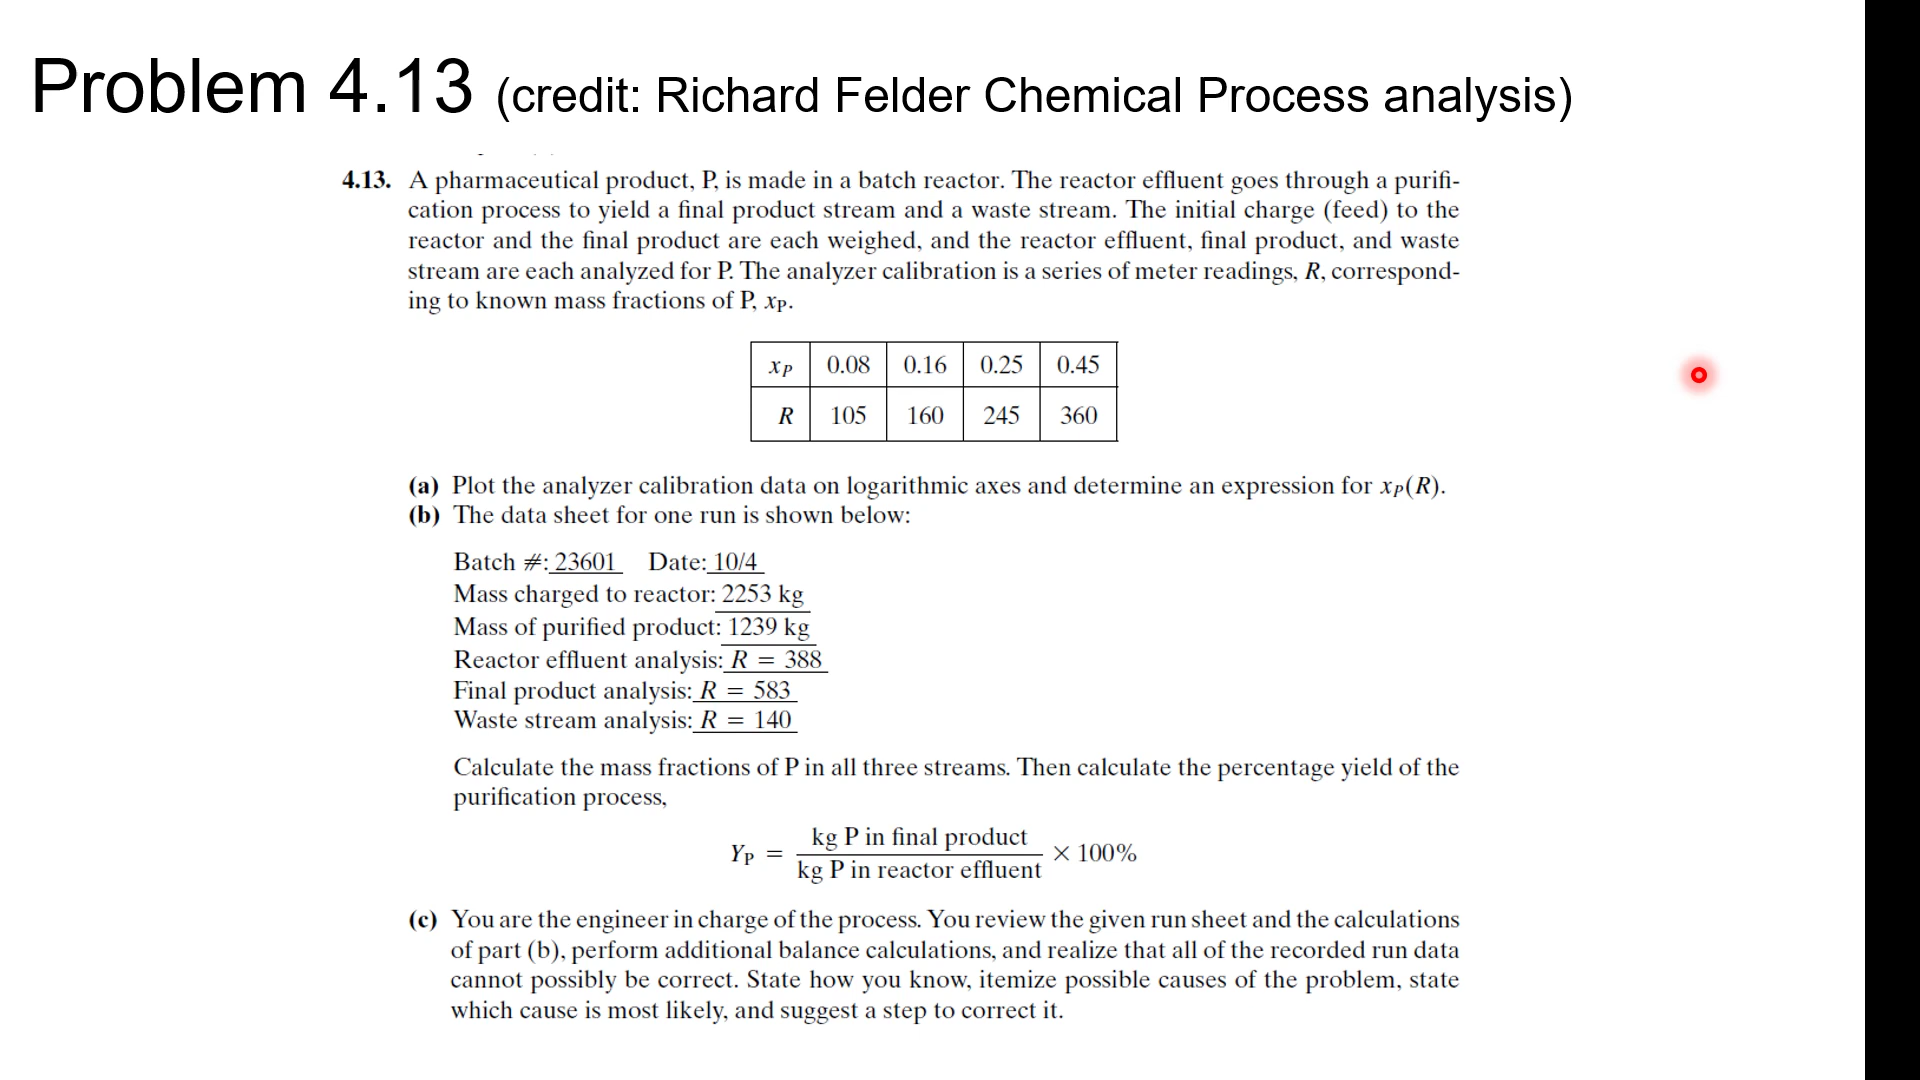 Problem 4.13 (credit: Richard Felder Chemical Process analysis)
4.13. A pharmaceutical product, P, is made in a batch reactor. The reactor effluent goes through a purifi-
cation process to yield a final product stream and a waste stream. The initial charge (feed) to the
reactor and the final product are each weighed, and the reactor effluent, final product, and waste
stream are each analyzed for P. The analyzer calibration is a series of meter readings, R, correspond-
ing to known mass fractions of P, xP.
xP 0.08 0.16 0.25 0.45
R 105 160 245 360
(a) Plot the analyzer calibration data on logarithmic axes and determine an expression for xP(R).
(b) The data sheet for one run is shown below:
Batch #: 23601 Date: 10/4
Mass charged to reactor: 2253 kg
Mass of purified product: 1239 kg
Reactor effluent analysis: R = 388
Final product analysis: R = 583
Waste stream analysis: R = 140
Calculate the mass fractions of P in all three streams. Then calculate the percentage yield of the
purification process,
YP = kg P in final product / kg P in reactor effluent × 100%
(c) You are the engineer in charge of the process. You review the given run sheet and the calculations
of part (b), perform additional balance calculations, and realize that all of the recorded run data
cannot possibly be correct. State how you know, itemize possible causes of the problem, state
which cause is most likely, and suggest a step to correct it.